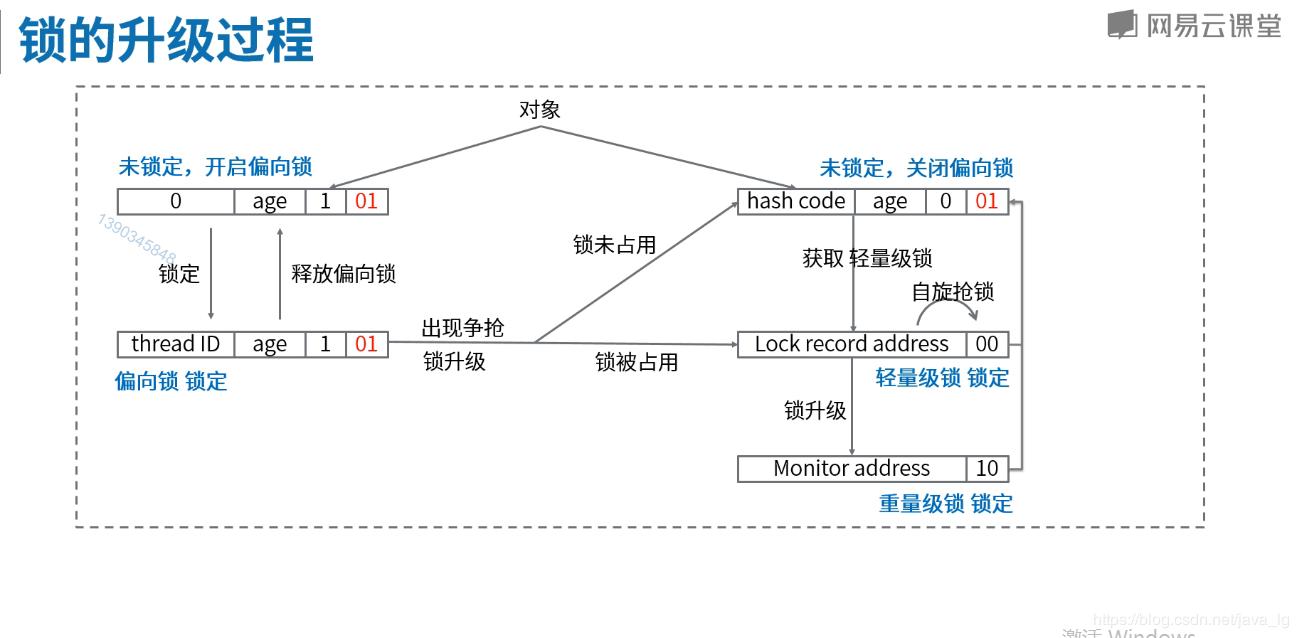 锁的升级过程
网易云课堂
对象
未锁定，开启偏向锁
未锁定，关闭偏向锁
0 age 1 01
hash code age 0 01
1390345848
锁未占用
获取 轻量级锁
锁定
释放偏向锁
自旋抢锁
出现争抢
thread ID age 1 01
Lock record address 00
锁升级
锁被占用
偏向锁 锁定
轻量级锁 锁定
锁升级
Monitor address 10
重量级锁 锁定
https://blog.csdn.net/java_lg
激活 Windows